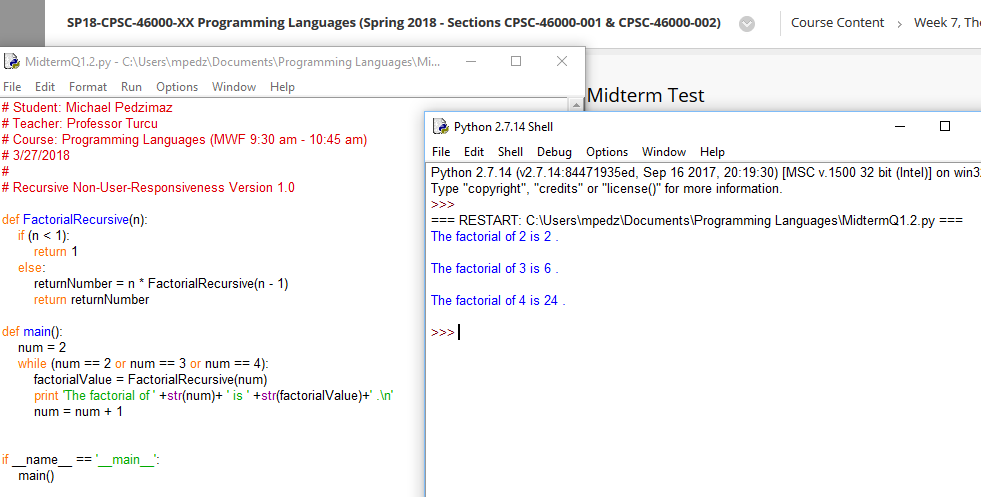 SP18-CPSC-46000-XX Programming Languages (Spring 2018 - Sections CPSC-46000-001 & CPSC-46000-002)
Course Content
Week 7, The
MidtermQ1.2.py - C:\Users\mpedz\Documents\Programming Languages\Mi...
File Edit Format Run Options Window Help
# Student: Michael Pedzimaz
# Teacher: Professor Turcu
# Course: Programming Languages (MWF 9:30 am - 10:45 am)
# 3/27/2018
#
# Recursive Non-User-Responsiveness Version 1.0
def FactorialRecursive(n):
if (n < 1):
return 1
else:
returnNumber = n * FactorialRecursive(n - 1)
return returnNumber
def main():
num = 2
while (num == 2 or num == 3 or num == 4):
factorialValue = FactorialRecursive(num)
print 'The factorial of ' +str(num)+ ' is ' +str(factorialValue)+' .\n'
num = num + 1
if __name__ == '__main__':
main()
Midterm Test
Python 2.7.14 Shell
File Edit Shell Debug Options Window Help
Python 2.7.14 (v2.7.14:84471935ed, Sep 16 2017, 20:19:30) [MSC v.1500 32 bit (Intel)] on win3
Type "copyright", "credits" or "license()" for more information.
>>>
=== RESTART: C:\Users\mpedz\Documents\Programming Languages\MidtermQ1.2.py ===
The factorial of 2 is 2 .
The factorial of 3 is 6 .
The factorial of 4 is 24 .
>>>